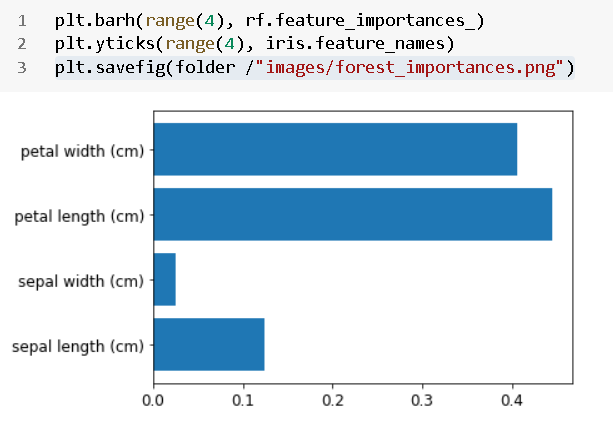 1 plt.barh(range(4), rf.feature_importances_)
2 plt.yticks(range(4), iris.feature_names)
3 plt.savefig(folder /"images/forest_importances.png")
petal width (cm)
petal length (cm)
sepal width (cm)
sepal length (cm)
0.0 0.1 0.2 0.3 0.4